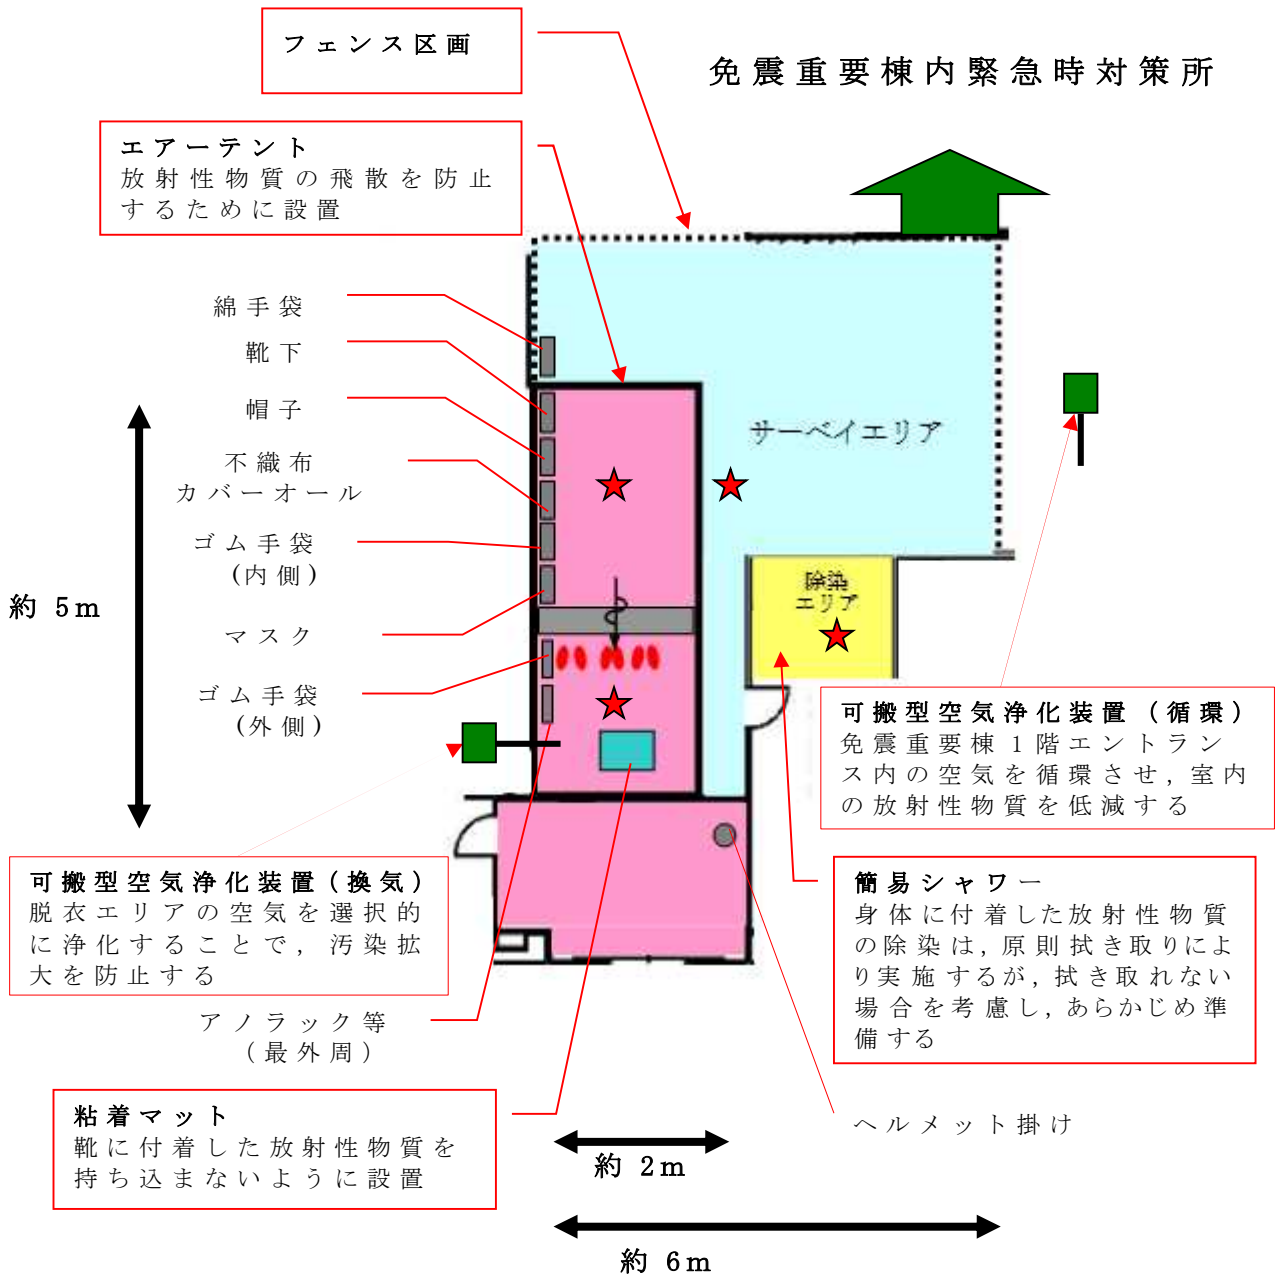 フェンス区画
免震重要棟内緊急時対策所
エアーテント
放射性物質の飛散を防止
するために設置
綿手袋
靴下
帽子
不織布
カバーオール
ゴム手袋
(内側)
マスク
ゴム手袋
(外側)
約 5m
サーベイエリア
除染
エリア
可搬型空気浄化装置(循環)
免震重要棟1階エントラン
ス内の空気を循環させ,室内
の放射性物質を低減する
可搬型空気浄化装置(換気)
脱衣エリアの空気を選択的
に浄化することで,汚染拡
大を防止する
簡易シャワー
身体に付着した放射性物質
の除染は,原則拭き取りによ
り実施するが,拭き取れない
場合を考慮し,あらかじめ準
備する
アノラック等
(最外周)
粘着マット
靴に付着した放射性物質を
持ち込まないように設置
ヘルメット掛け
約 2m
約 6m